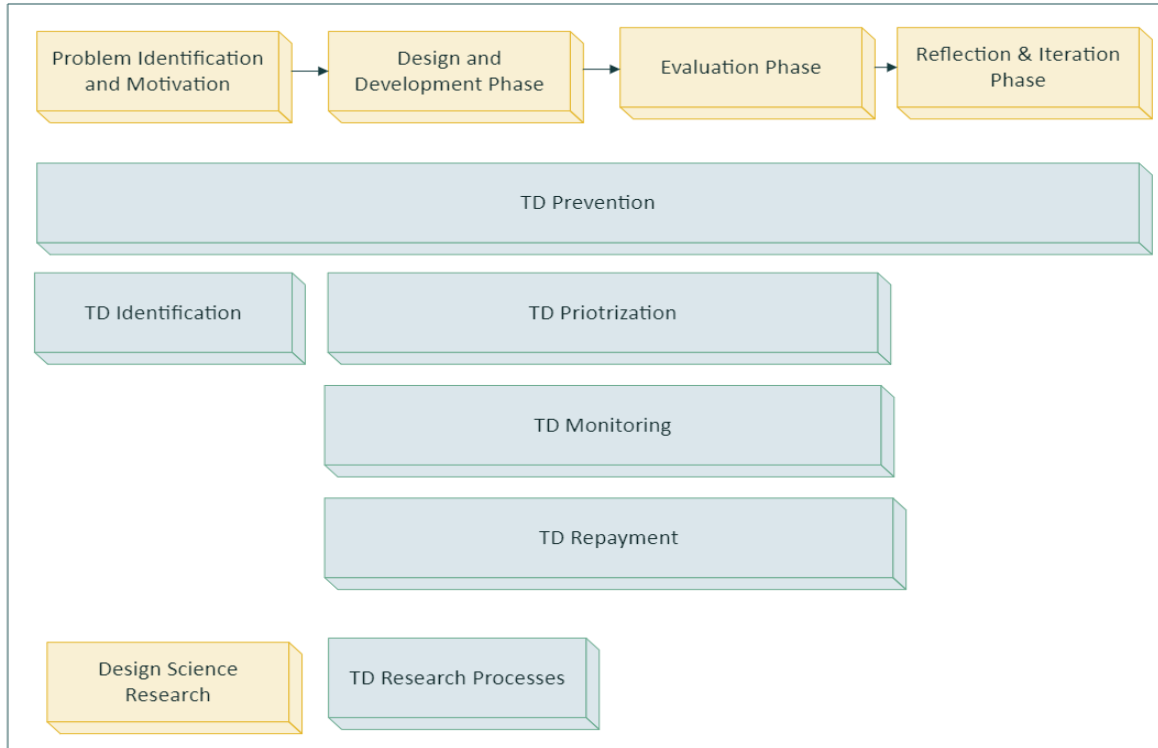 Problem Identification
and Motivation
Design and
Development Phase
Evaluation Phase
Reflection & Iteration
Phase
TD Prevention
TD Identification
TD Priotrization
TD Monitoring
TD Repayment
Design Science
Research
TD Research Processes